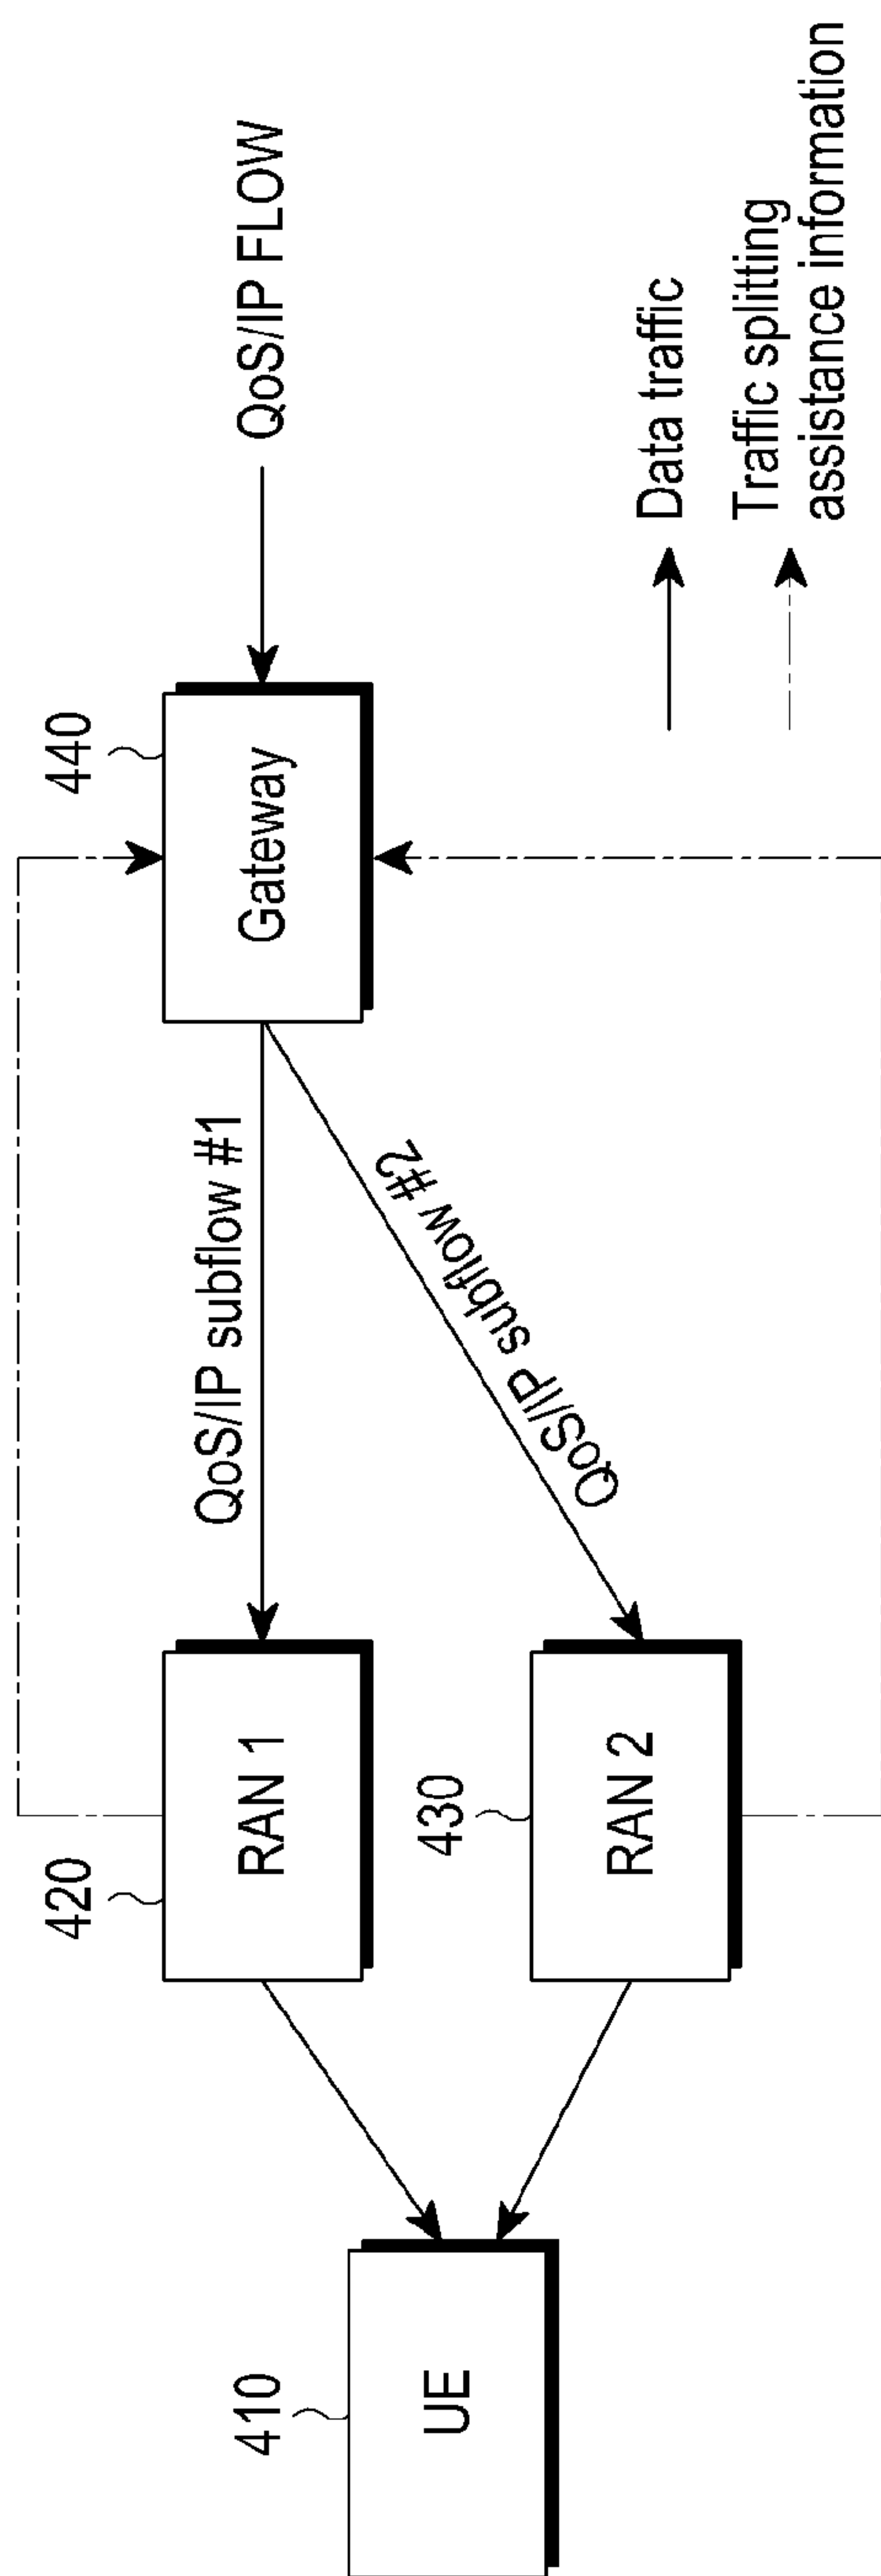 440
QoS/IP FLOW
Gateway
QoS/IP subflow #1
QoS/IP subflow #2
420
RAN 1
430
RAN 2
410
UE
Data traffic
Traffic splitting
assistance information